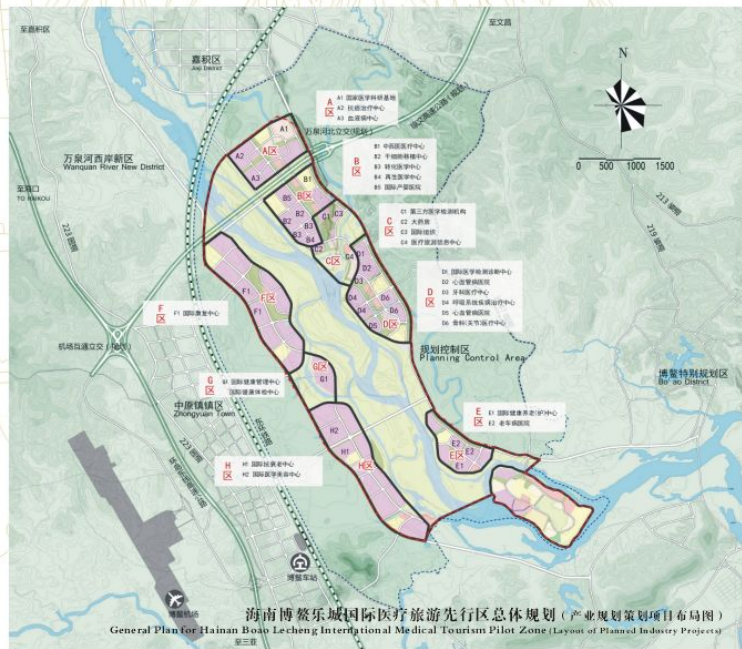 至嘉积区
至文昌
嘉积区
Jiaji District
N
0 500 1000 1500
A区
A1 国家医学科研基地
A2 抗癌治疗中心
A3 血液病中心
万泉河北立交(规划)
万泉河西岸新区
Wanquan River New District
至海口
TO HAIKOU
223 国道
B区
B1 中西医医疗中心
B2 干细胞移植中心
B3 转化医学中心
B4 再生医学中心
B5 国际产婴医院
C区
C1 第三方医学检测机构
C2 大药房
C3 国际组织
C4 医疗旅游信息中心
D区
D1 国际医学检测诊断中心
D2 心血管病医院
D3 牙科医疗中心
D4 呼吸系统疾病治疗中心
D5 心血管病医院
D6 骨科(关节)医疗中心
A1
A2
A区
A3
B1
B5
B区
B2
B2
B3
B3
B4
C1
C3
C2
C区
C4
D1
D2
D3
D4
D6
D4
D6
D5
D区
F1
F区
F1
F区
F1 国际康复中心
规划控制区
Planning Control Area
博鳌特别规划区
Bo'ao District
G区
国际健康管理中心
国际健康体检中心
G区
G1
中原镇镇区
Zhongyuan Town
223 国道
E区
E1 国际健康养老(护)中心
E2 老年病医院
E2
E2
E区
E1
H区
H1 国际抗衰老中心
H2 国际医学美容中心
H2
H1
H区
博鳌车站
博鳌机场
至三亚
海南博鳌乐城国际医疗旅游先行区总体规划(产业规划策划项目布局图)
General Plan for Hainan Boao Lecheng International Medical Tourism Pilot Zone (Layout of Planned Industry Projects)